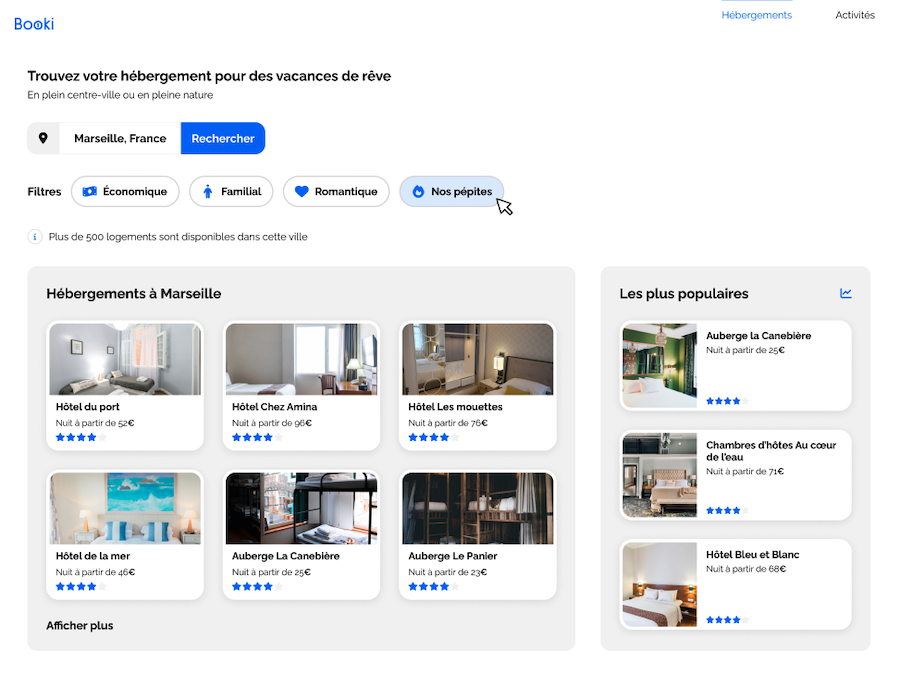 Booki
Hébergements
Activités
Trouvez votre hébergement pour des vacances de rêve
En plein centre-ville ou en pleine nature
Marseille, France
Rechercher
Filtres
Économique
Familial
Romantique
Nos pépites
Plus de 500 logements sont disponibles dans cette ville
Hébergements à Marseille
Hôtel du port
Nuit à partir de 52€
Hôtel Chez Amina
Nuit à partir de 96€
Hôtel Les mouettes
Nuit à partir de 76€
Hôtel de la mer
Nuit à partir de 46€
Auberge La Canebière
Nuit à partir de 25€
Auberge Le Panier
Nuit à partir de 23€
Afficher plus
Les plus populaires
Auberge la Canebière
Nuit à partir de 25€
Chambres d'hôtes Au cœur
de l'eau
Nuit à partir de 71€
Hôtel Bleu et Blanc
Nuit à partir de 68€